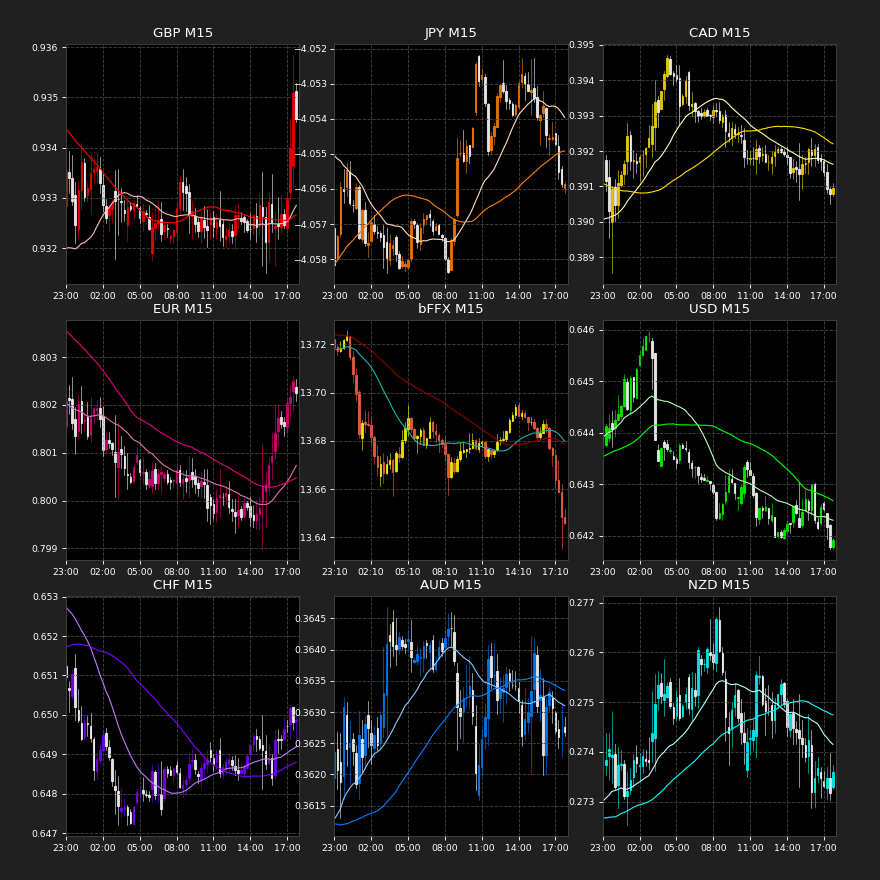 GBP M15
0.936
0.935
0.934
0.933
0.932
23:00 02:00 05:00 08:00 11:00 14:00 17:00
JPY M15
−4.052
−4.053
−4.054
−4.055
−4.056
−4.057
−4.058
23:00 02:00 05:00 08:00 11:00 14:00 17:00
CAD M15
0.395
0.394
0.393
0.392
0.391
0.390
0.389
23:00 02:00 05:00 08:00 11:00 14:00 17:00
EUR M15
0.803
0.802
0.801
0.800
0.799
23:00 02:00 05:00 08:00 11:00 14:00 17:00
bFFX M15
13.72
13.70
13.68
13.66
13.64
23:10 02:10 05:10 08:10 11:10 14:10 17:10
USD M15
0.646
0.645
0.644
0.643
0.642
23:00 02:00 05:00 08:00 11:00 14:00 17:00
CHF M15
0.653
0.652
0.651
0.650
0.649
0.648
0.647
23:00 02:00 05:00 08:00 11:00 14:00 17:00
AUD M15
0.3645
0.3640
0.3635
0.3630
0.3625
0.3620
0.3615
23:00 02:00 05:00 08:00 11:00 14:00 17:00
NZD M15
0.277
0.276
0.275
0.274
0.273
23:00 02:00 05:00 08:00 11:00 14:00 17:00